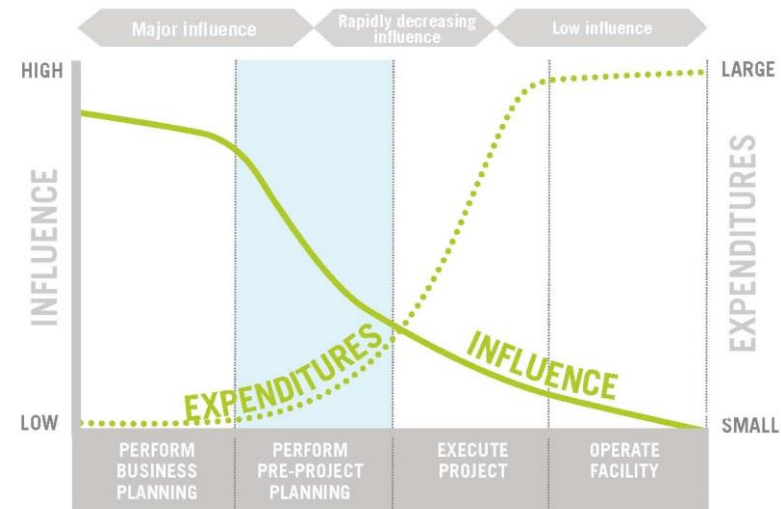 Major influence
Rapidly decreasing
influence
Low influence
HIGH
LARGE
INFLUENCE
EXPENDITURES
EXPENDITURES
INFLUENCE
LOW
SMALL
PERFORM
BUSINESS
PLANNING
PERFORM
PRE-PROJECT
PLANNING
EXECUTE
PROJECT
OPERATE
FACILITY